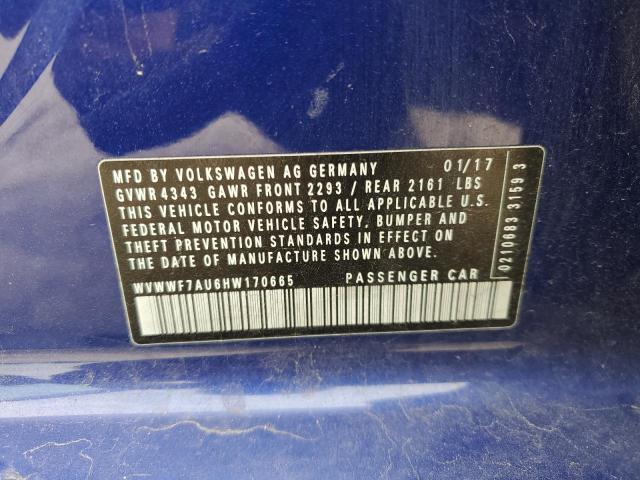 MFD BY VOLKSWAGEN AG GERMANY 01/17
GVWR 4343 GAWR FRONT 2293 / REAR 2161 LBS
THIS VEHICLE CONFORMS TO ALL APPLICABLE U.S.
FEDERAL MOTOR VEHICLE SAFETY, BUMPER AND
THEFT PREVENTION STANDARDS IN EFFECT ON
THE DATE OF MANUFACTURE SHOWN ABOVE.
WVWWF7AU6HW170665 PASSENGER CAR
0210683 3159 3